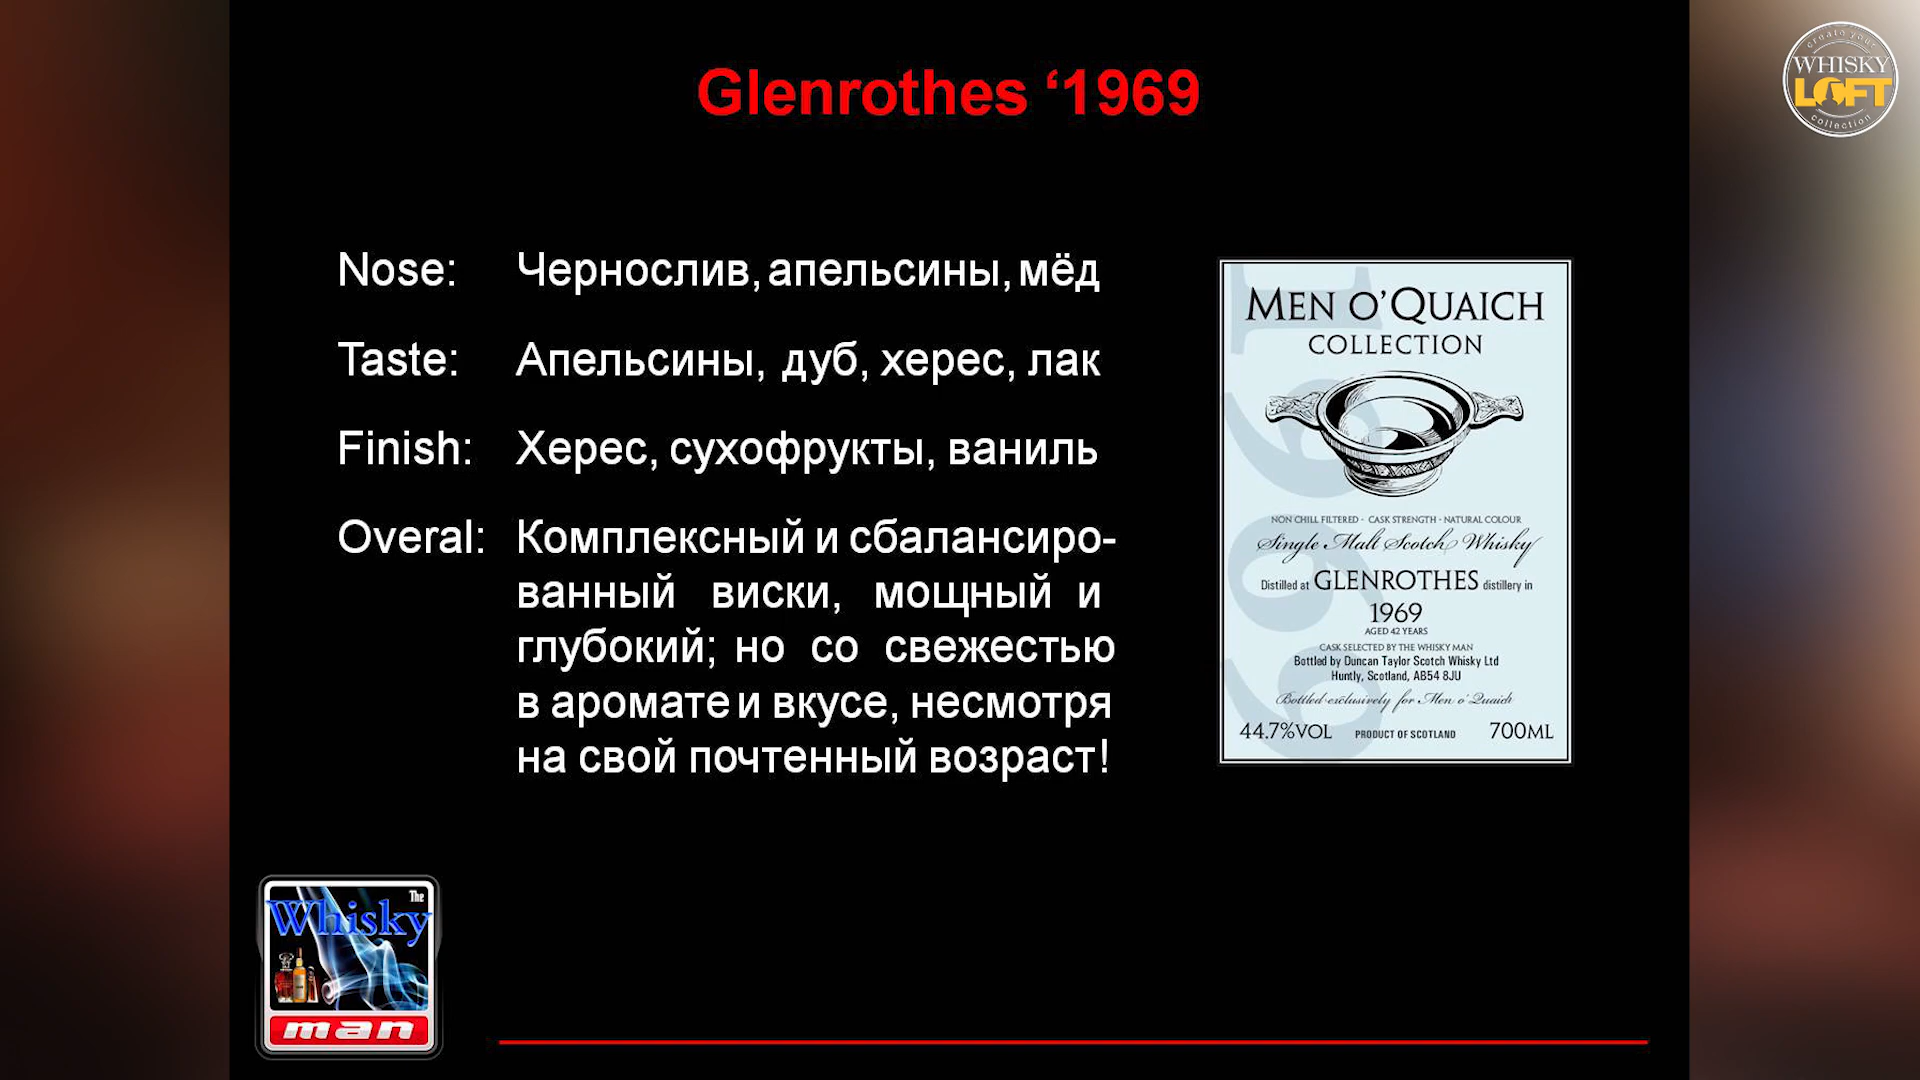 Glenrothes ‘1969
create your
WHISKY
LOFT
collection
Nose: Чернослив, апельсины, мёд
Taste: Апельсины, дуб, херес, лак
Finish: Херес, сухофрукты, ваниль
Overal: Комплексный и сбалансиро-
ванный виски, мощный и
глубокий; но со свежестью
в аромате и вкусе, несмотря
на свой почтенный возраст!
1969
MEN O’QUAICH
COLLECTION
NON CHILL FILTERED - CASK STRENGTH - NATURAL COLOUR
Single Malt Scotch Whisky
Distilled at GLENROTHES distillery in
1969
AGED 42 YEARS
CASK SELECTED BY THE WHISKY MAN
Bottled by Duncan Taylor Scotch Whisky Ltd
Huntly, Scotland, AB54 8JU
Bottled exclusively for Men o’Quaich
44.7%VOL PRODUCT OF SCOTLAND 700ML
The
Whisky
man